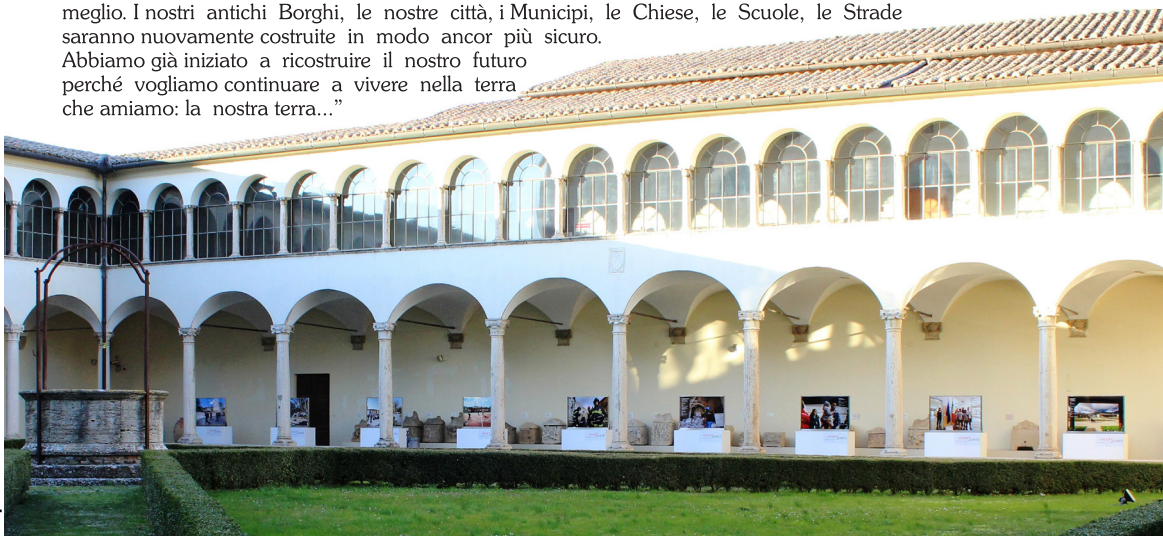 meglio. I nostri antichi Borghi, le nostre città, i Municipi, le Chiese, le Scuole, le Strade
saranno nuovamente costruite in modo ancor più sicuro.
Abbiamo già iniziato a ricostruire il nostro futuro
perché vogliamo continuare a vivere nella terra
che amiamo: la nostra terra...”